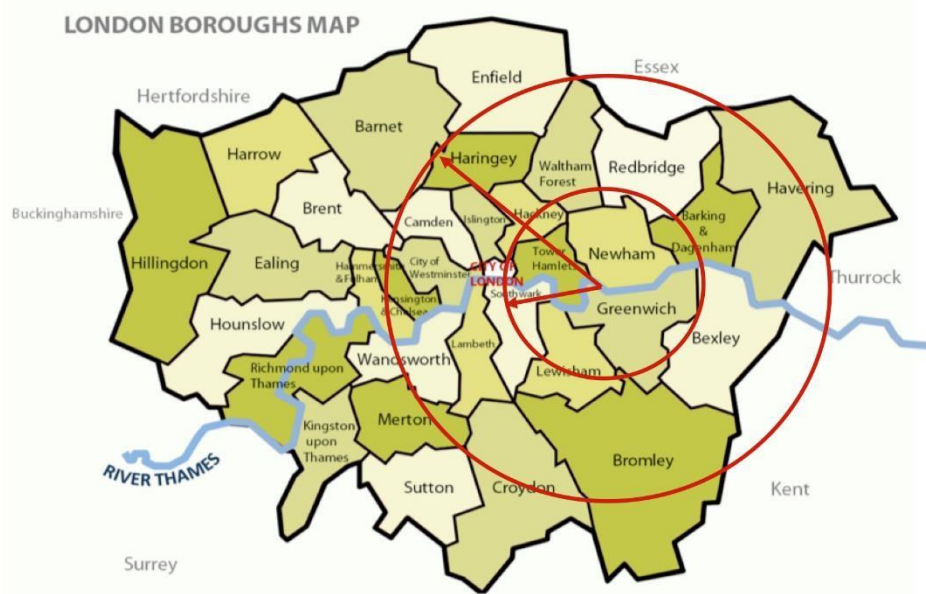 LONDON BOROUGHS MAP
Essex
Enfield
Hertfordshire
Barnet
Harrow
Haringey
Waltham
Forest
Redbridge
Havering
Brent
Camden
Islington
Hackney
Barking
&
Dagenham
Buckinghamshire
Hillingdon
Ealing
Hammersmith
& Fulham
City of
Westminster
CITY OF
LONDON
Tower
Hamlets
Newham
Thurrock
Kensington
& Chelsea
Southwark
Greenwich
Hounslow
Bexley
Lambeth
Wandsworth
Richmond upon
Thames
Lewisham
Merton
Kingston
upon
Thames
RIVER THAMES
Bromley
Sutton
Croydon
Kent
Surrey